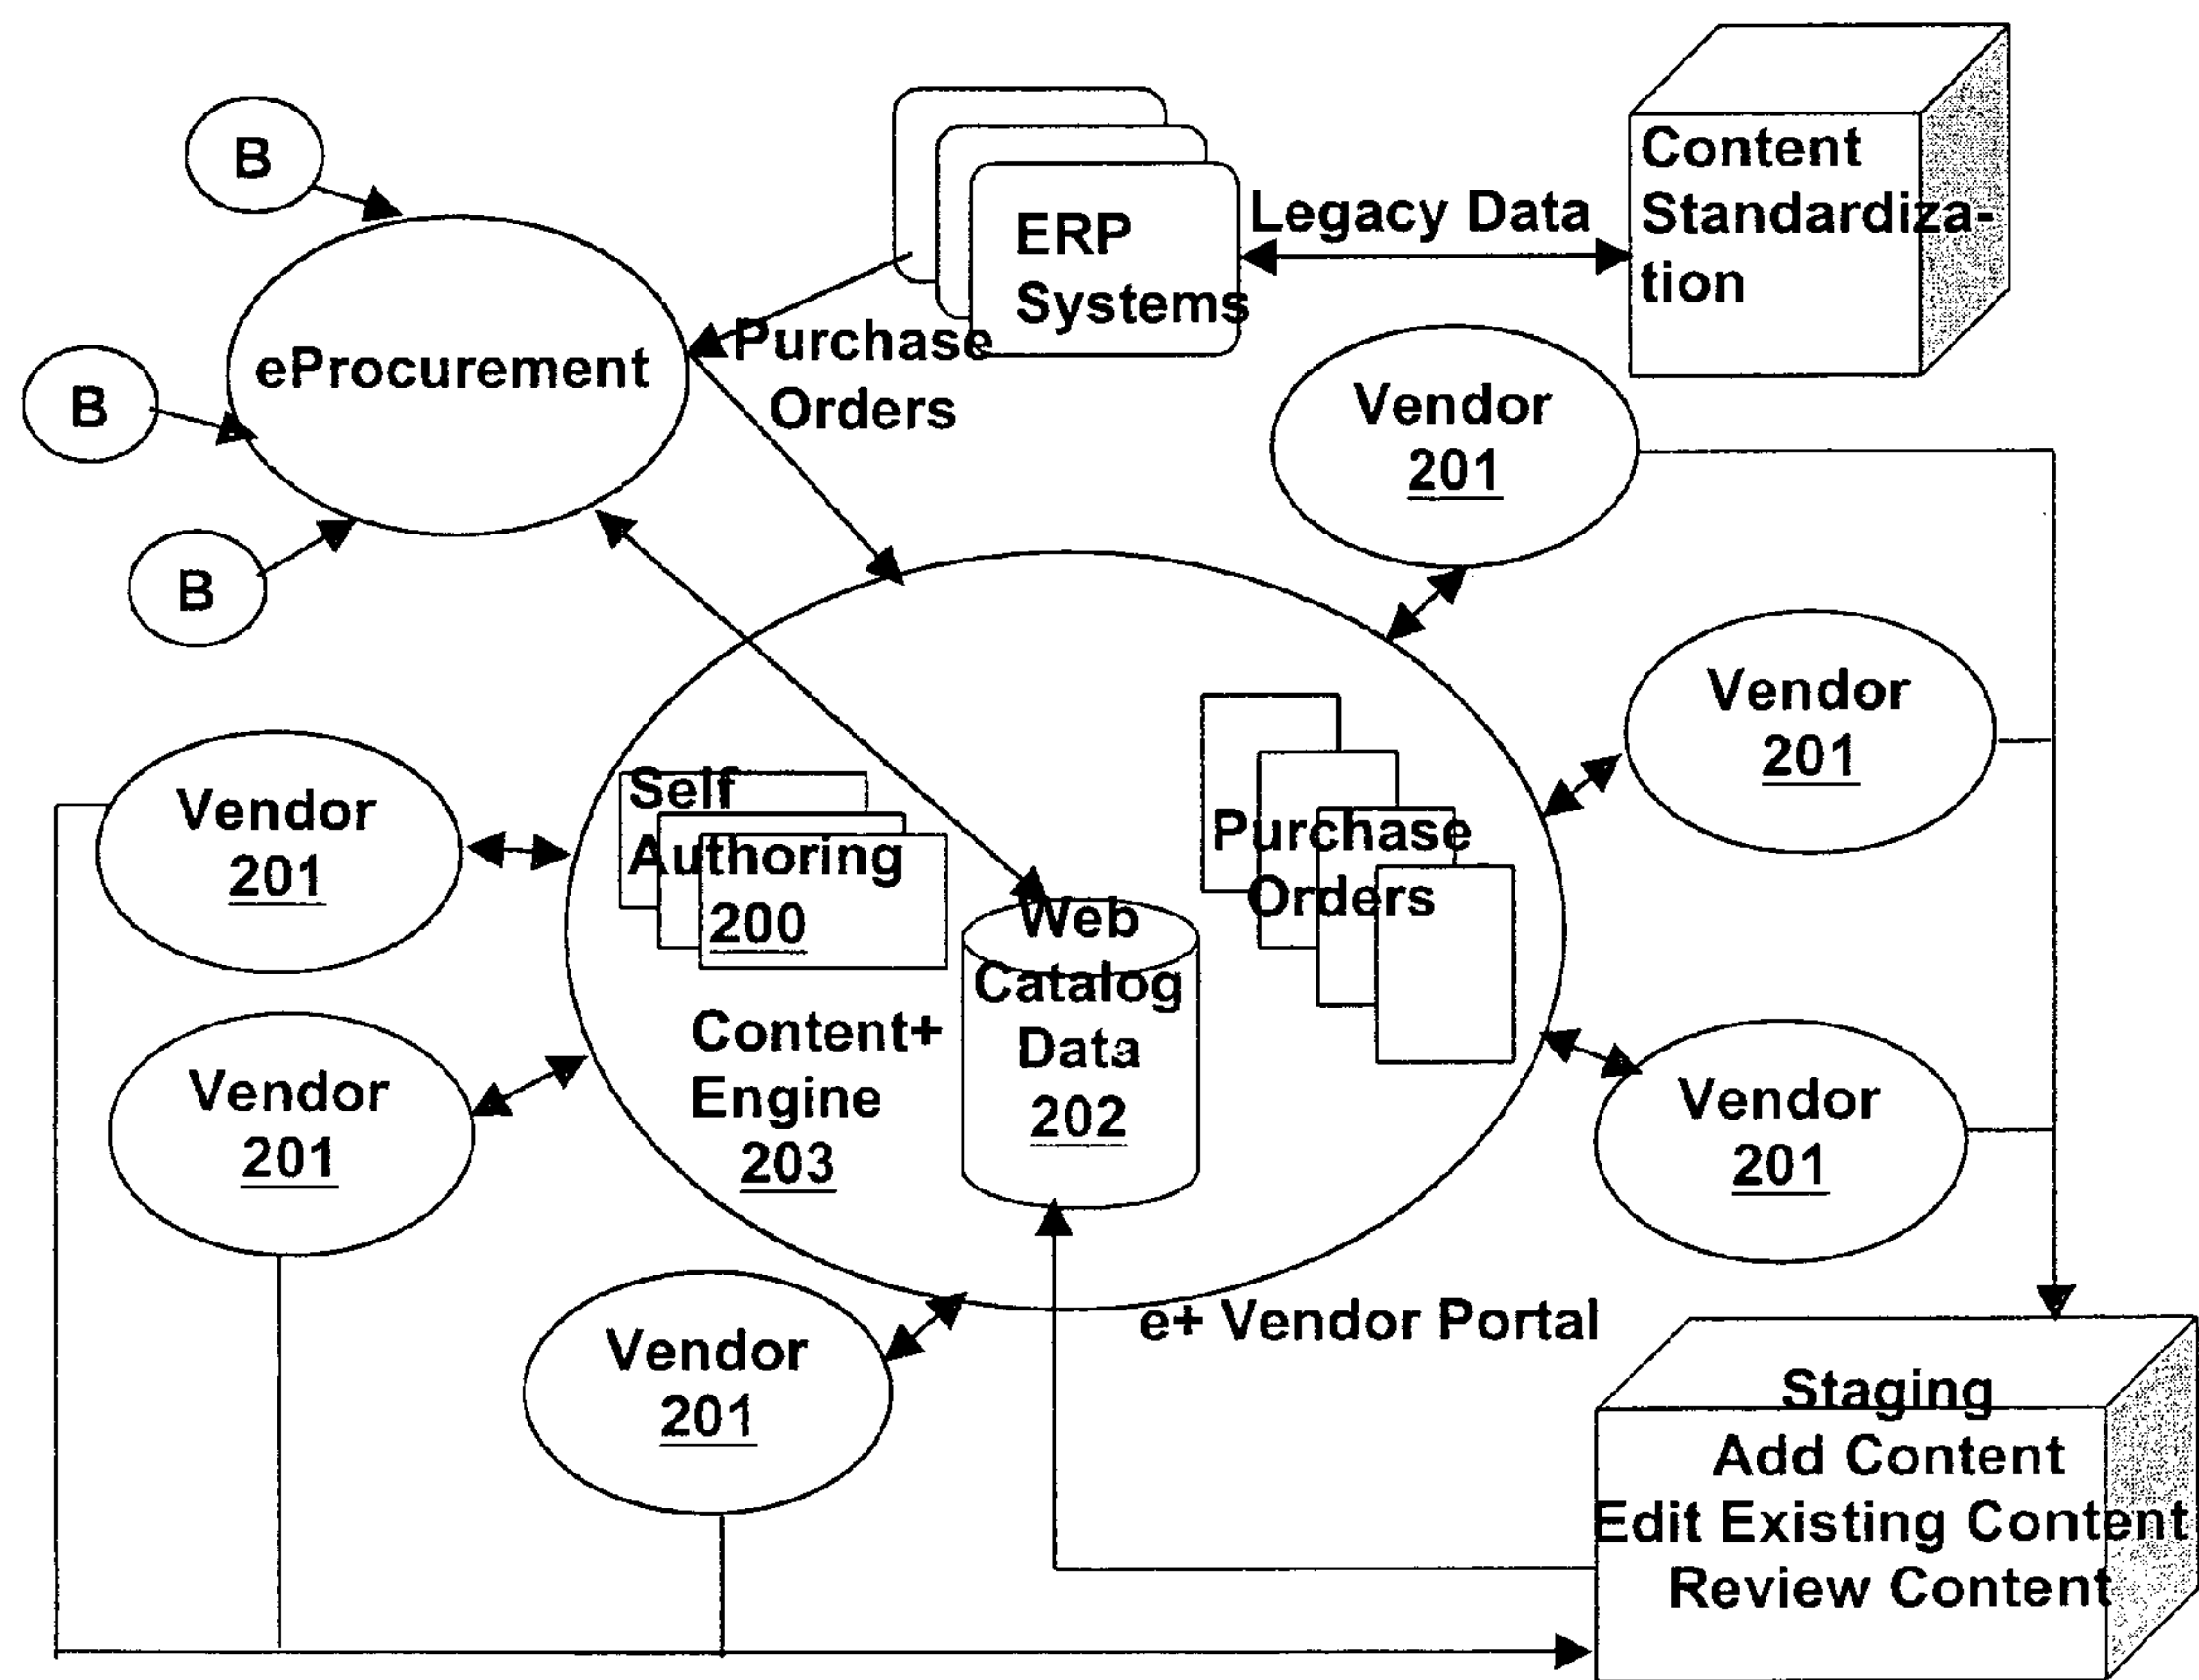 B
Content
Standardiza-
tion
Legacy Data
ERP
Systems
eProcurement
Purchase
Orders
B
Vendor
201
B
Vendor
201
Vendor
201
Self
Authoring
200
Purchase
Orders
Web
Catalog
Data
202
Content+
Engine
203
Vendor
201
Vendor
201
Vendor
201
e+ Vendor Portal
Staging
Add Content
Edit Existing Content
Review Content